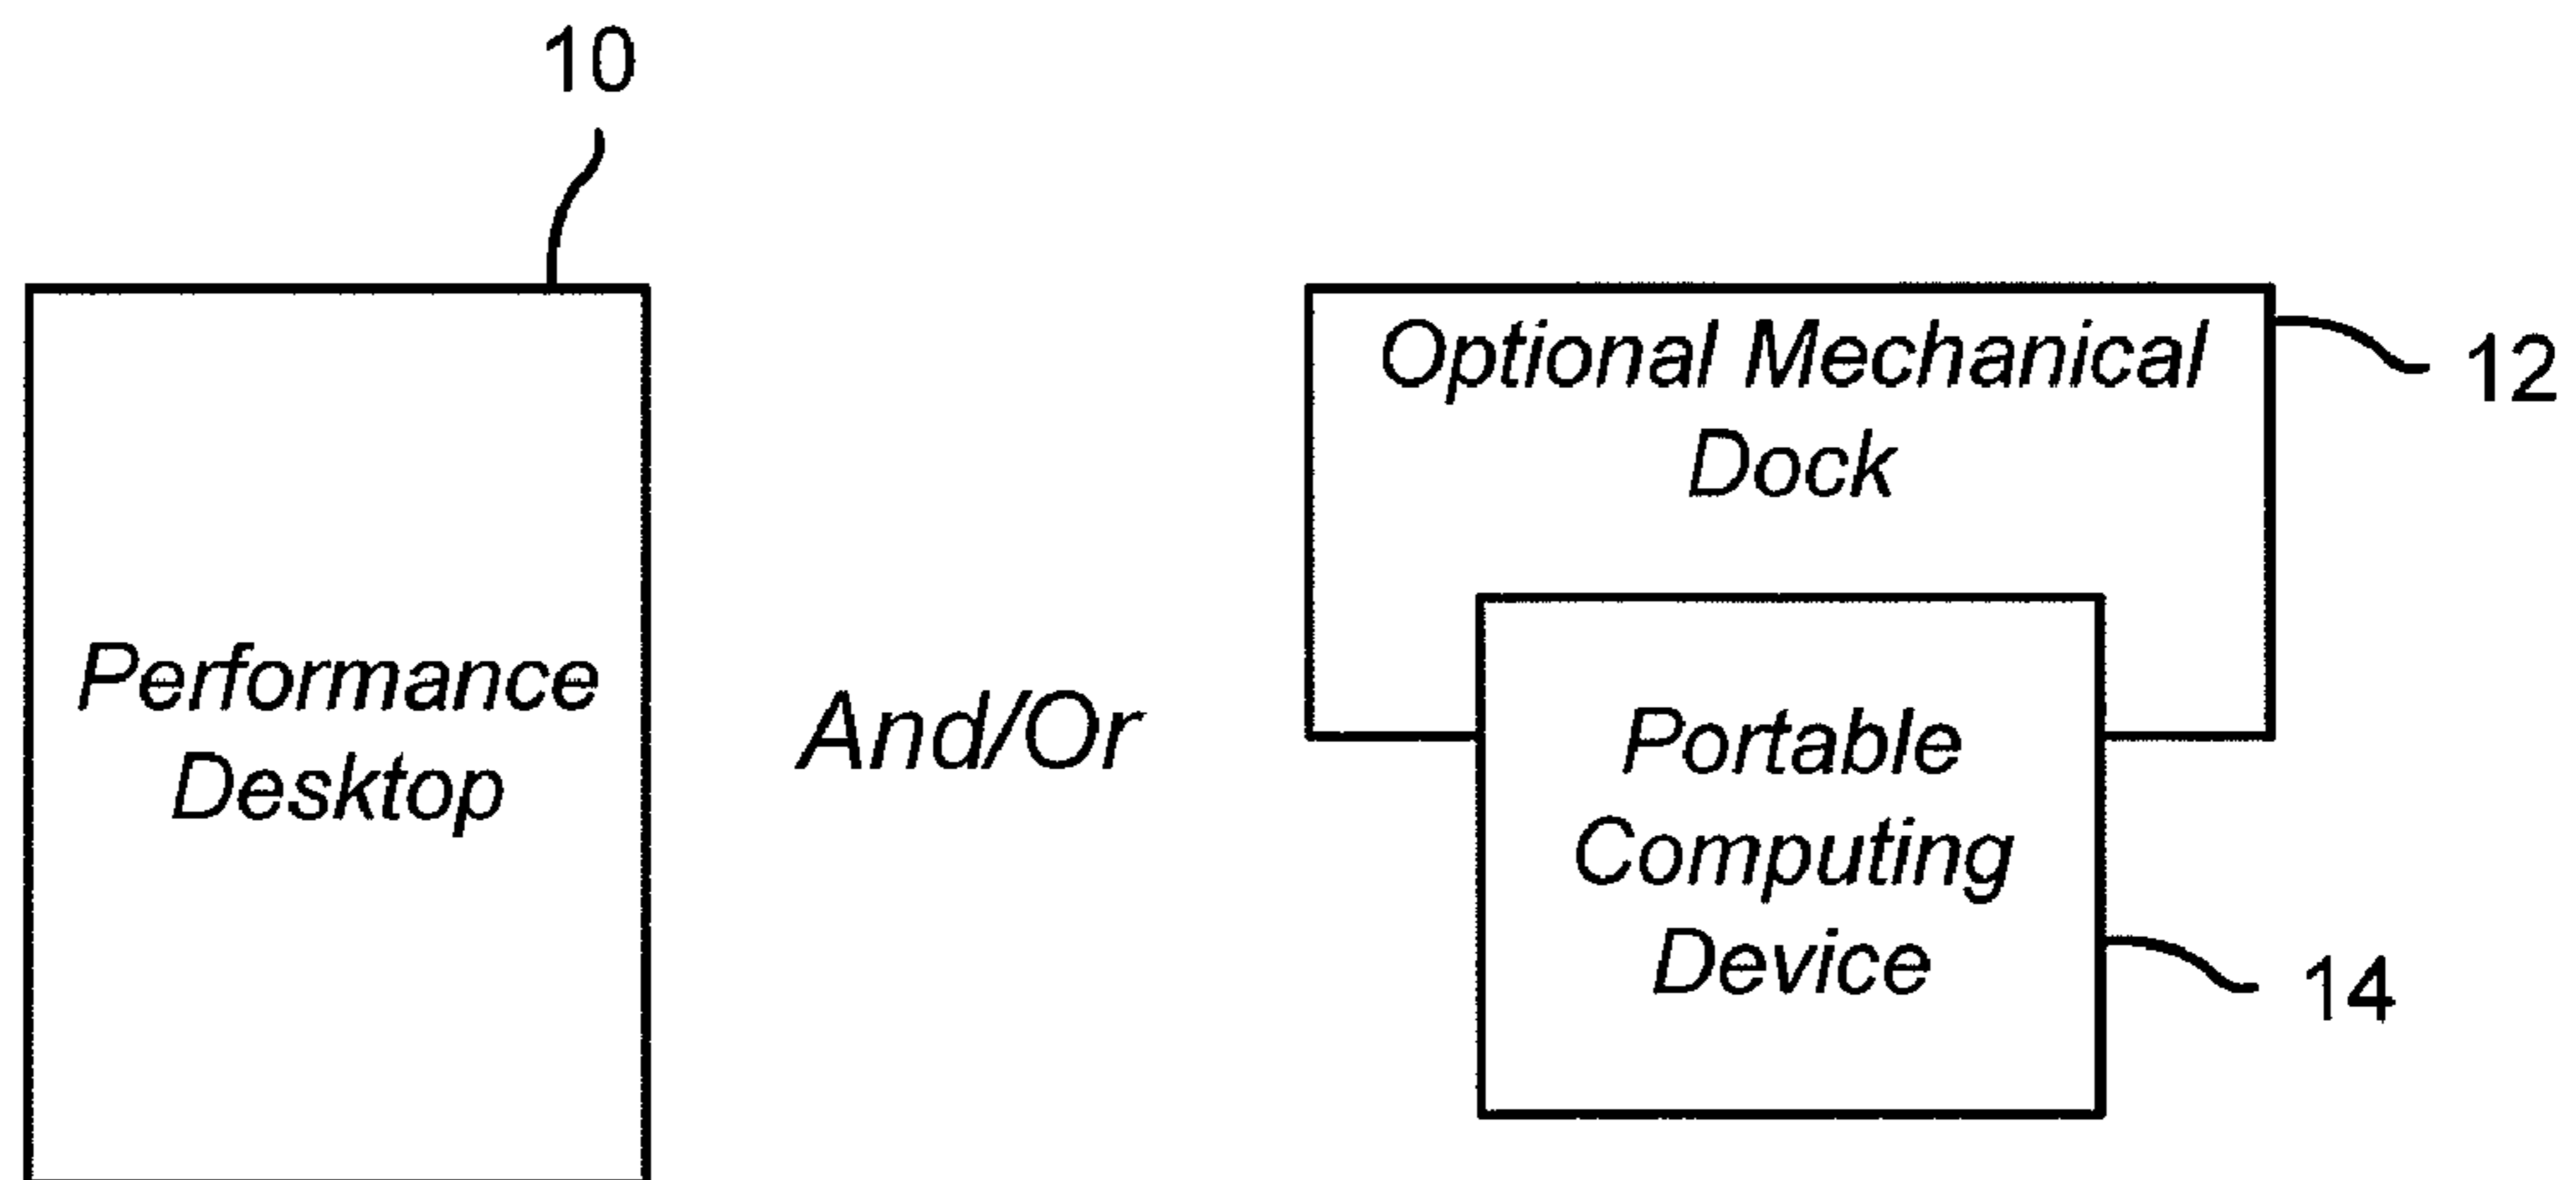 10
Optional Mechanical
Dock
12
Performance
Desktop
And/Or
Portable
Computing
Device
14